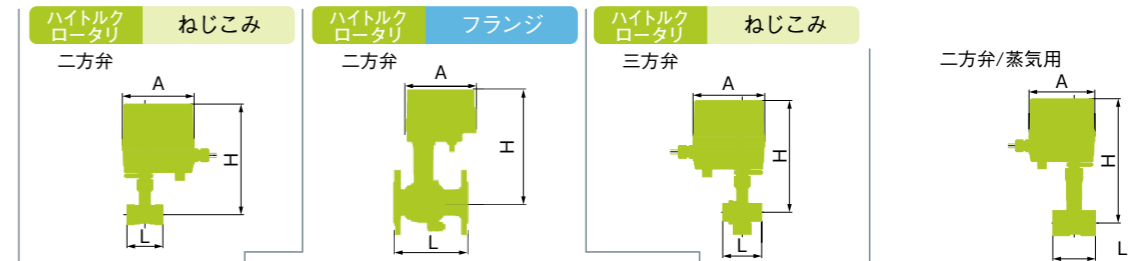 ハイトルク
ロータリ
ねじこみ
二方弁
A
H
L
ハイトルク
ロータリ
フランジ
二方弁
A
H
L
ハイトルク
ロータリ
ねじこみ
三方弁
A
H
L
二方弁/蒸気用
A
H
L